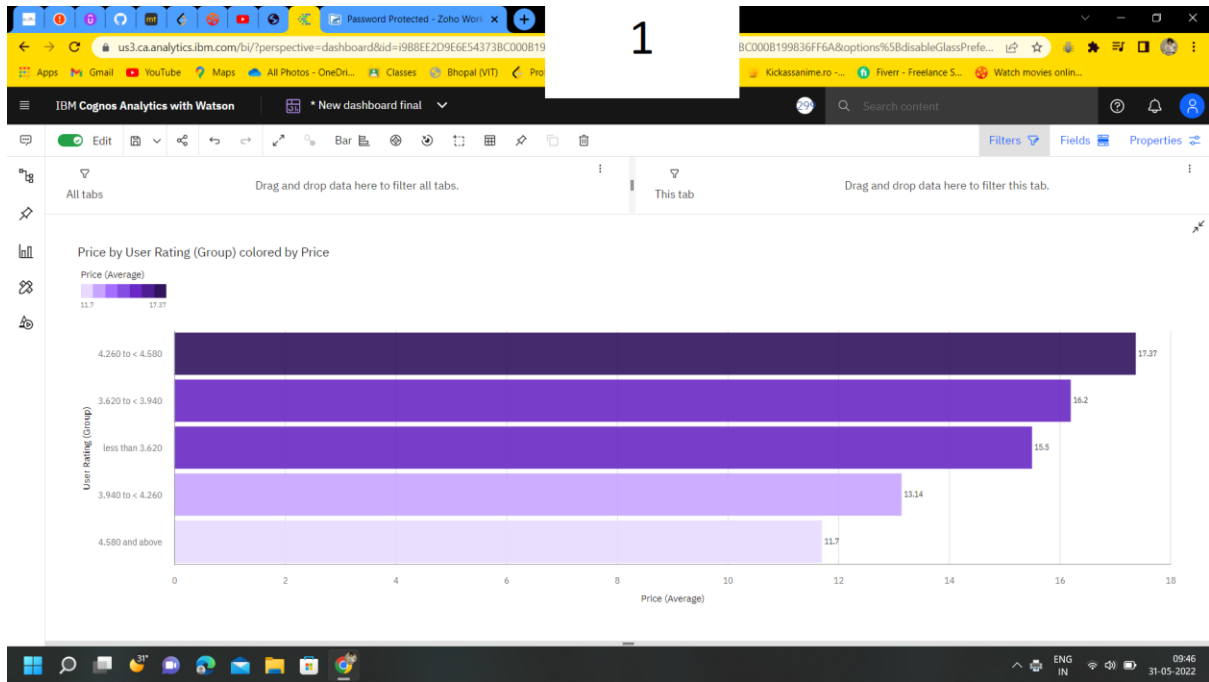 Password Protected - Zoho Work
1
us3.ca.analytics.ibm.com/bi/?perspective=dashboard&id=i9B8EE2D9E6E54373BC000B19
BC000B199836FF6A&options%5BdisableGlassPrefe...
Apps Gmail YouTube Maps All Photos - OneDri... Classes Bhopal (VIT) Kickassanime.ro -... Fiverr - Freelance S... Watch movies onlin...
IBM Cognos Analytics with Watson * New dashboard final 299 Search content
Edit Bar Filters Fields Properties
All tabs Drag and drop data here to filter all tabs. This tab Drag and drop data here to filter this tab.
Price by User Rating (Group) colored by Price
Price (Average)
11.7 17.37
User Rating (Group)
4.260 to < 4.580 17.37
3.620 to < 3.940 16.2
less than 3.620 15.5
3.940 to < 4.260 13.14
4.580 and above 11.7
0 2 4 6 8 10 12 14 16 18
Price (Average)
31°
ENG
IN
09:46
31-05-2022